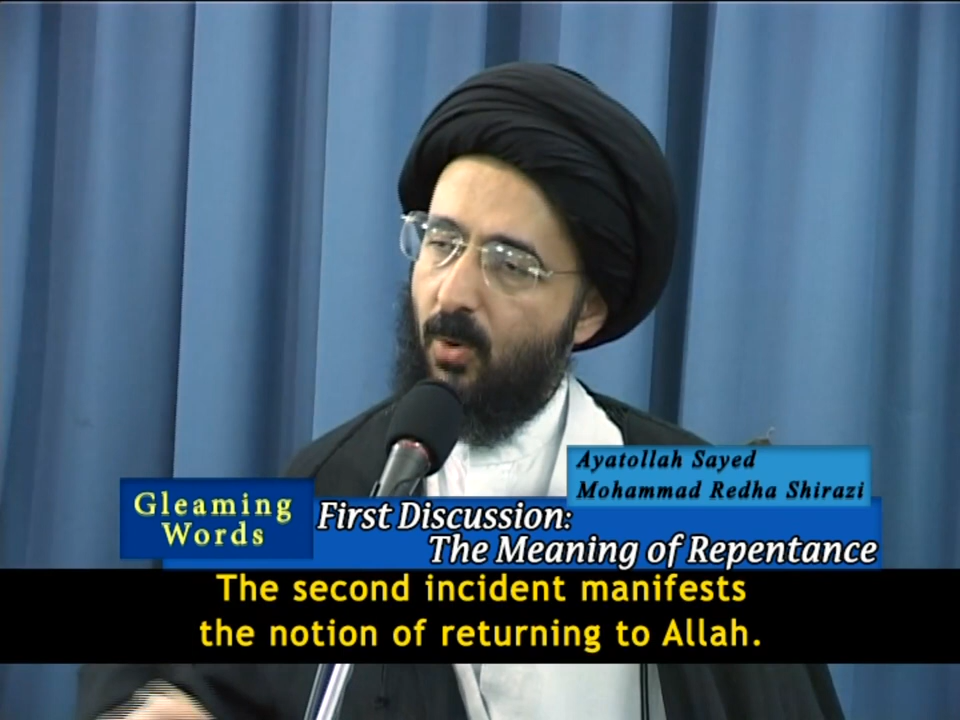 Ayatollah Sayed
Mohammad Redha Shirazi
Gleaming
Words
First Discussion:
The Meaning of Repentance
The second incident manifests
the notion of returning to Allah.